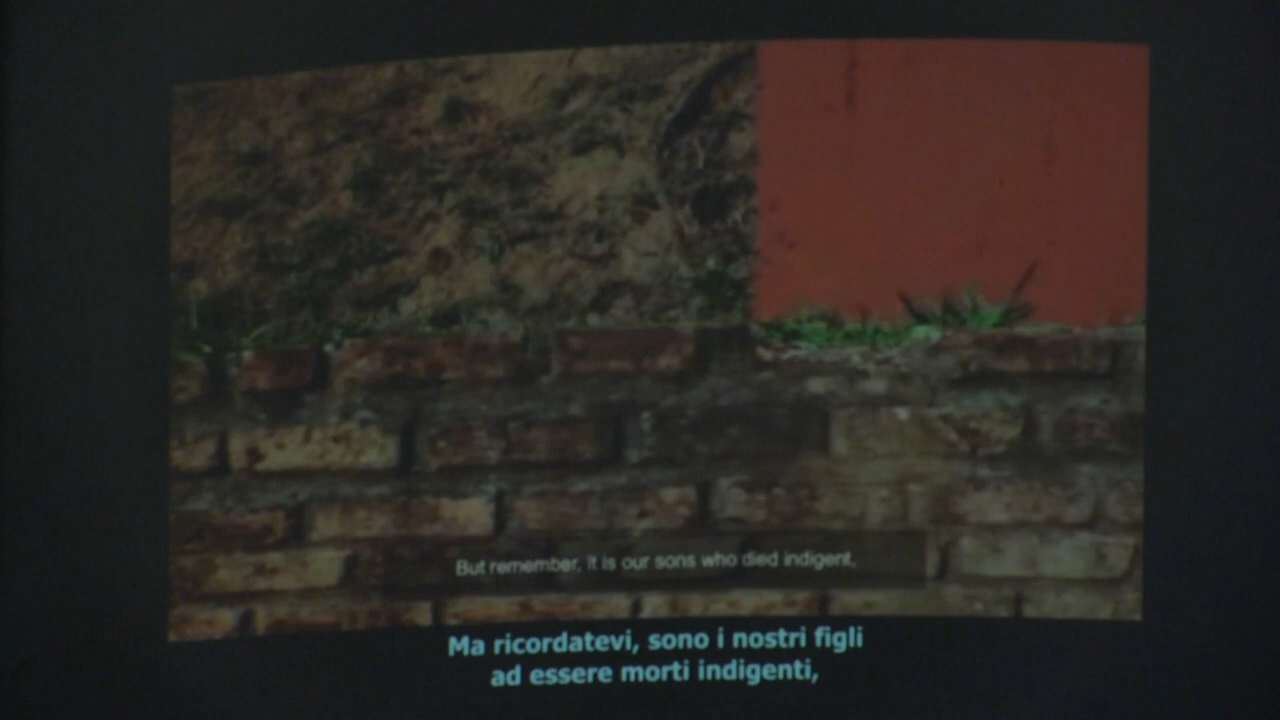 But remember, it is our sons who died indigent,
Ma ricordatevi, sono i nostri figli
ad essere morti indigenti,